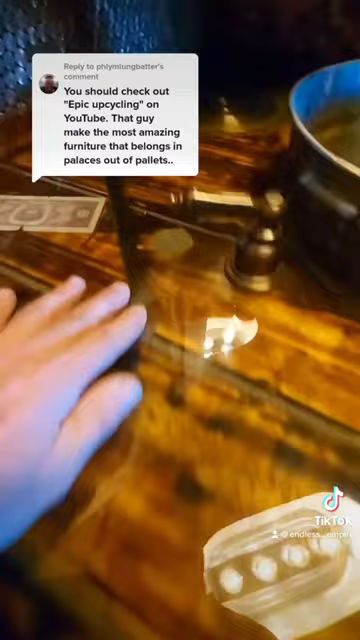 Reply to phlymlungbatter's
comment
You should check out
"Epic upcycling" on
YouTube. That guy
make the most amazing
furniture that belongs in
palaces out of pallets..
TikTok